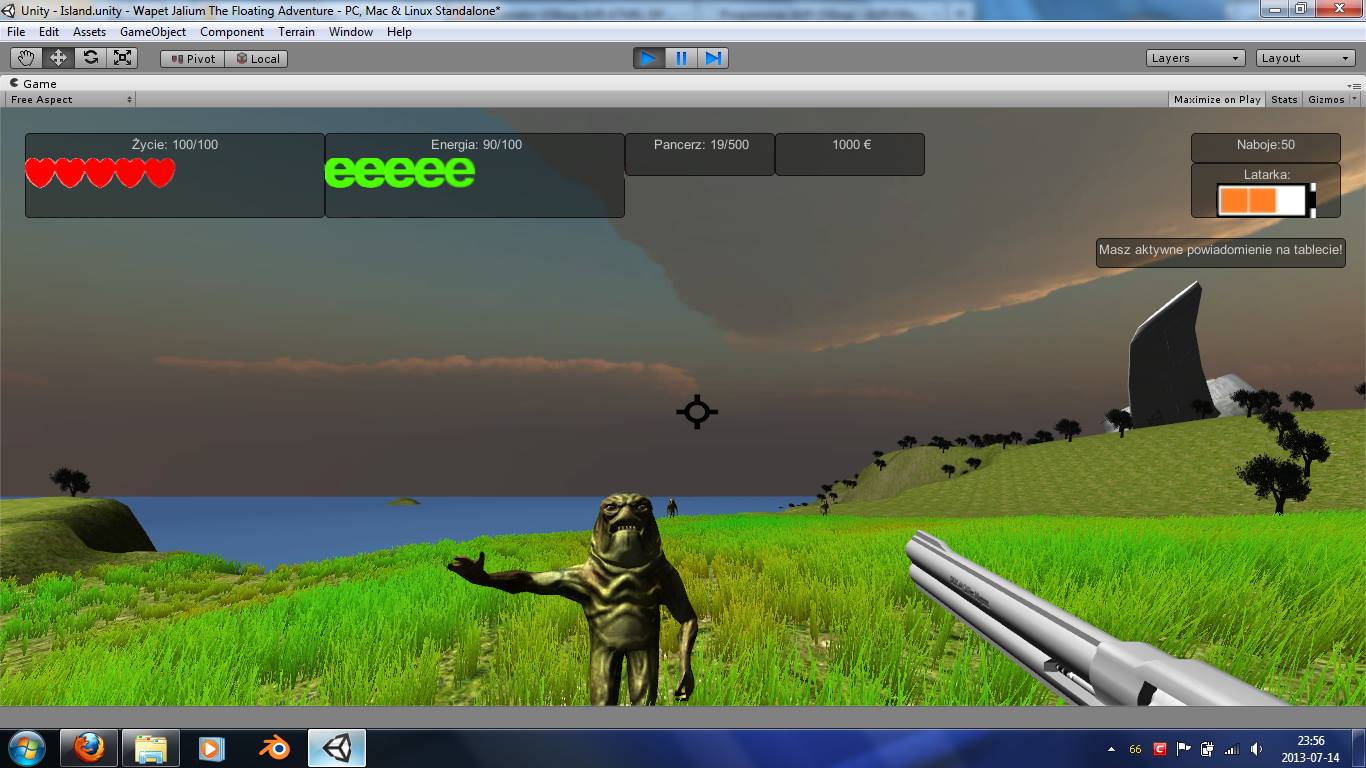 Unity - Island.unity - Wapet Jalium The Floating Adventure - PC, Mac & Linux Standalone*
File Edit Assets GameObject Component Terrain Window Help
Pivot Local Layers Layout
Game
Free Aspect Maximize on Play Stats Gizmos
Życie: 100/100 Energia: 90/100 Pancerz: 19/500 1000 € Naboje:50
eeeee
Latarka:
Masz aktywne powiadomienie na tablecie!
66
23:56
2013-07-14